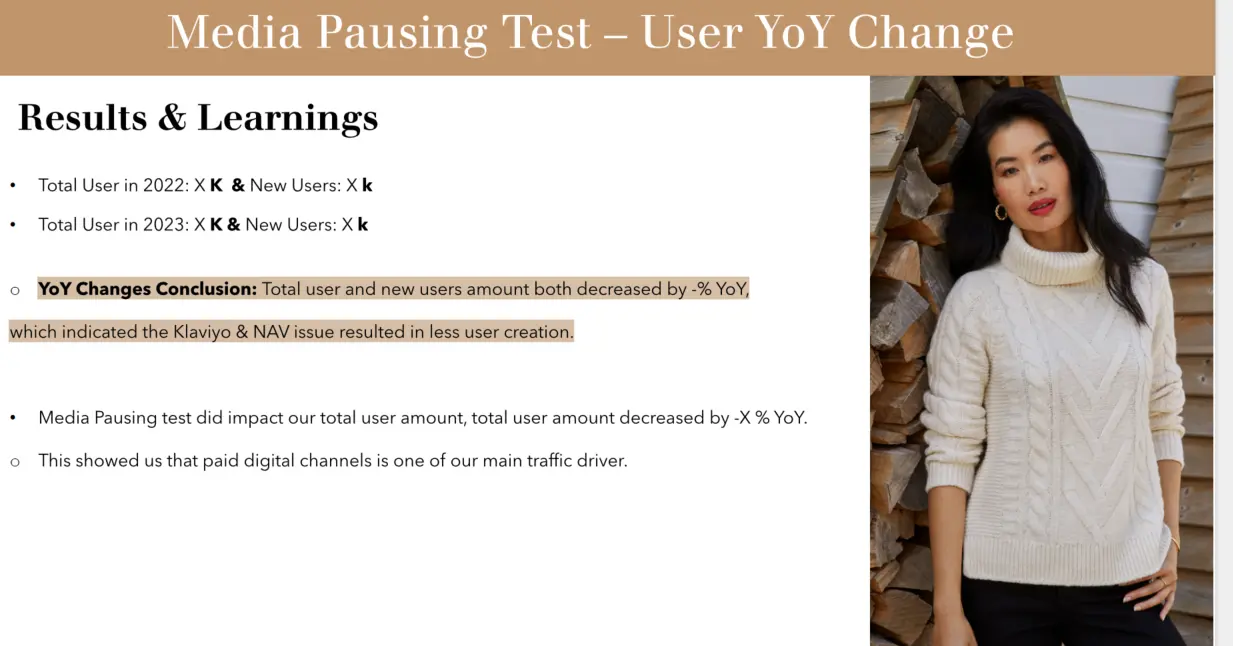 Media Pausing Test – User YoY Change
Results & Learnings
• Total User in 2022: X K & New Users: X k
• Total User in 2023: X K & New Users: X k
○ YoY Changes Conclusion: Total user and new users amount both decreased by -% YoY,
which indicated the Klaviyo & NAV issue resulted in less user creation.
• Media Pausing test did impact our total user amount, total user amount decreased by -X % YoY.
○ This showed us that paid digital channels is one of our main traffic driver.